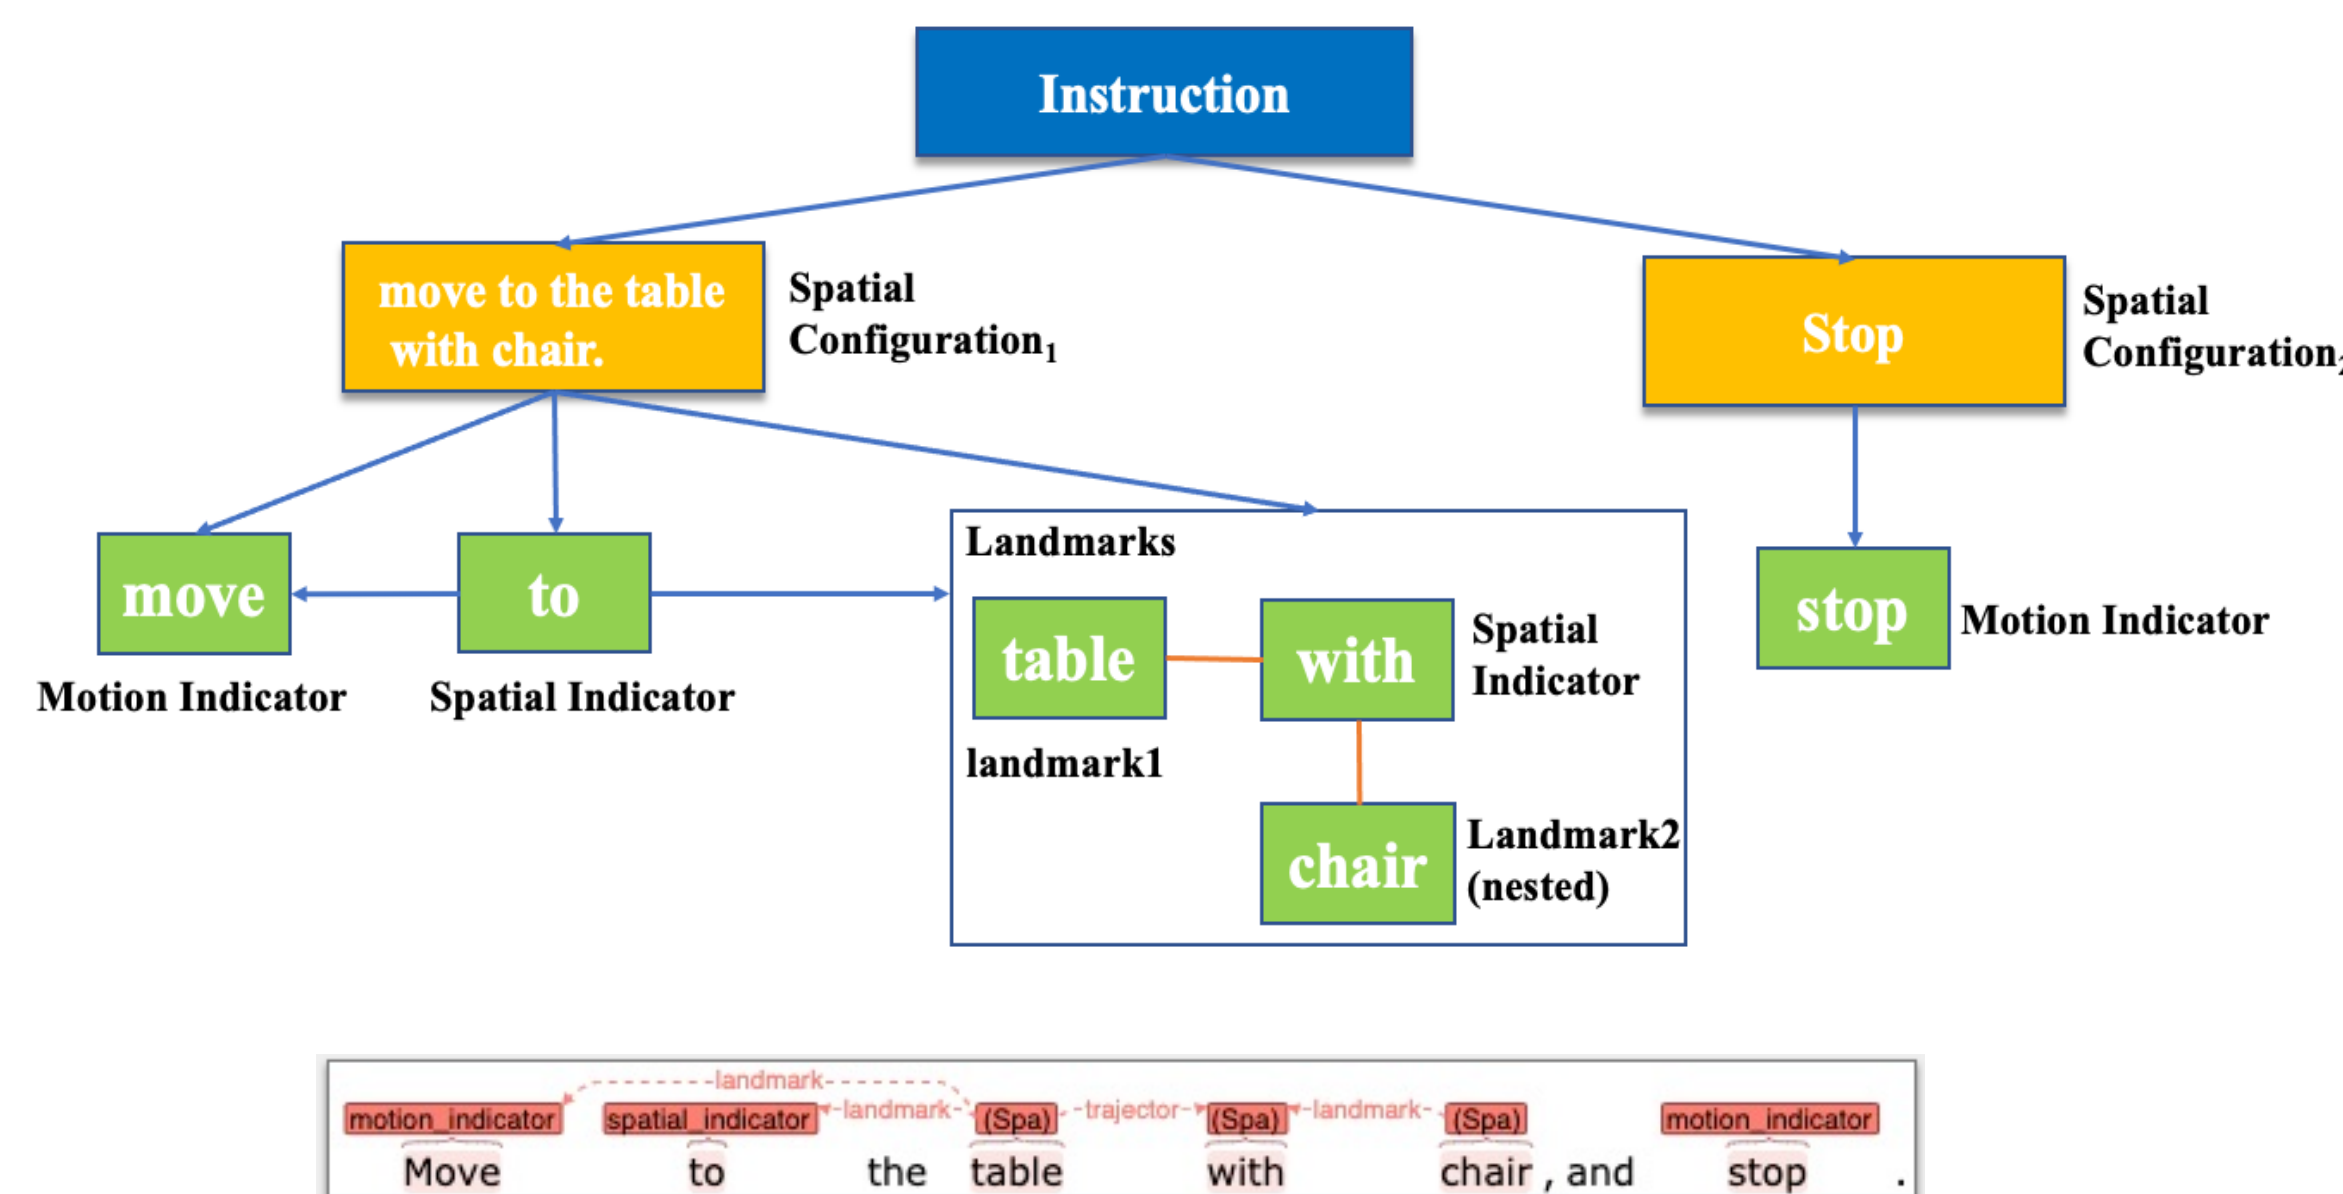 Instruction
move to the table
with chair.
Spatial
Configuration₁
Stop
Spatial
Configuration
move
Motion Indicator
to
Spatial Indicator
Landmarks
table
landmark1
with
Spatial
Indicator
chair
Landmark2
(nested)
stop
Motion Indicator
landmark
motion_indicator spatial_indicator landmark (Spa) trajector (Spa) landmark (Spa) motion_indicator
Move to the table with chair , and stop .